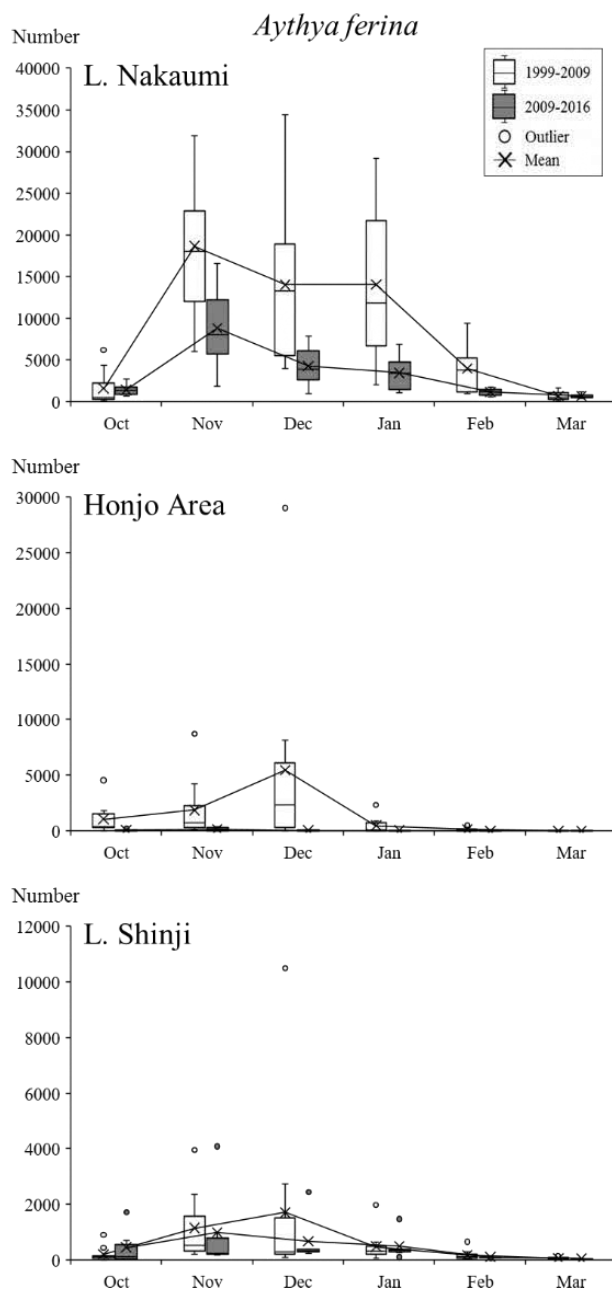 Aythya ferina
Number
L. Nakaumi
1999-2009
2009-2016
Outlier
Mean
40000
35000
30000
25000
20000
15000
10000
5000
0
Oct Nov Dec Jan Feb Mar
Number
Honjo Area
30000
25000
20000
15000
10000
5000
0
Oct Nov Dec Jan Feb Mar
Number
L. Shinji
12000
10000
8000
6000
4000
2000
0
Oct Nov Dec Jan Feb Mar